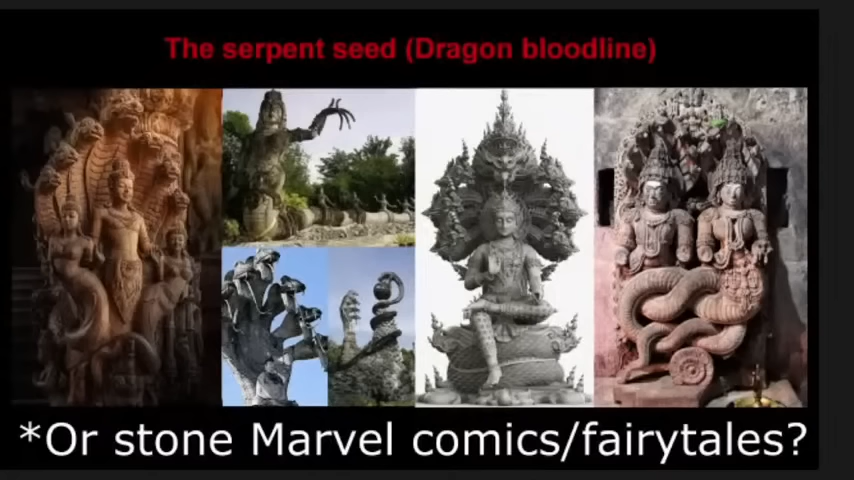 The serpent seed (Dragon bloodline)
*Or stone Marvel comics/fairytales?